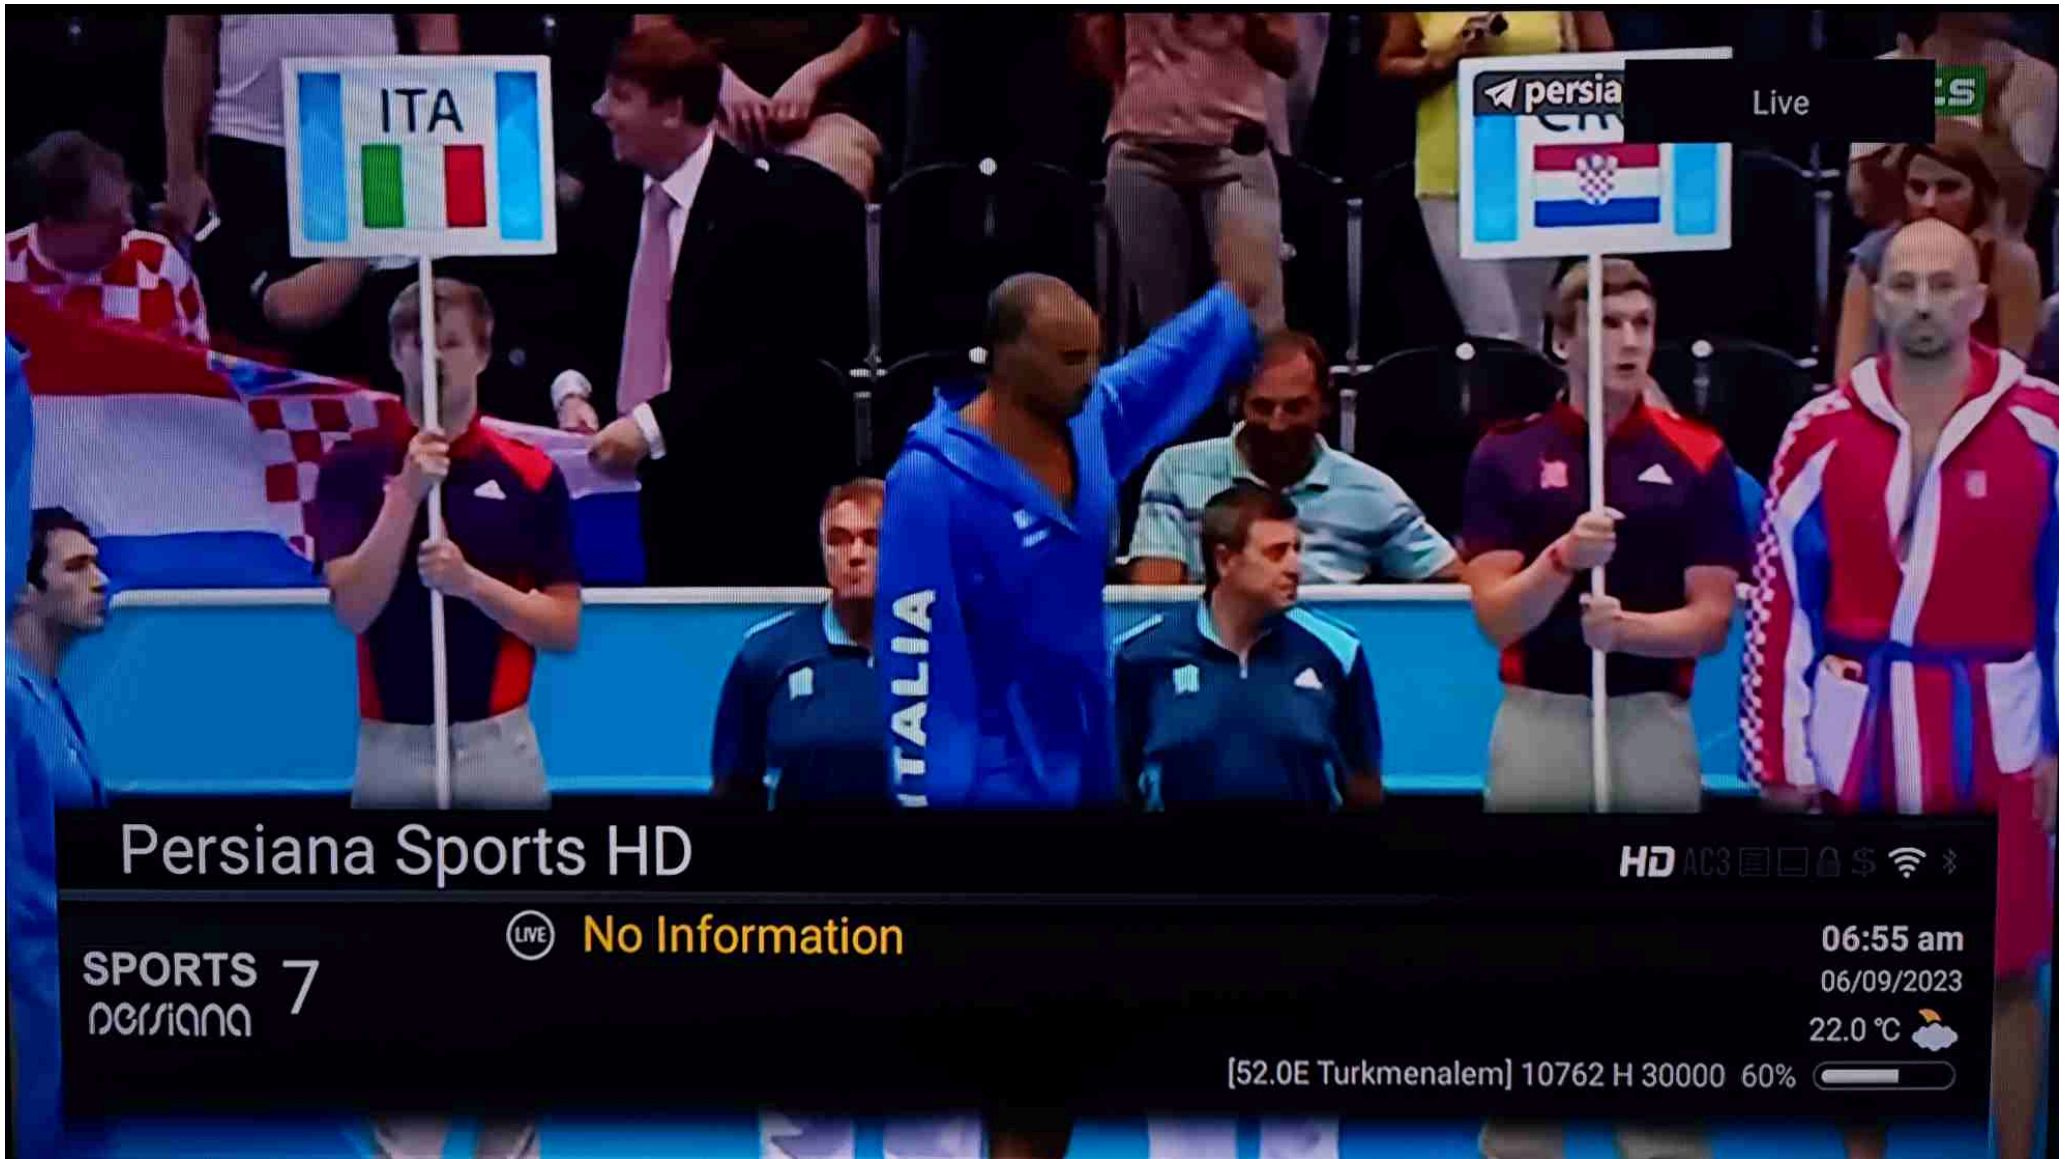 ITA
persia
Live
cs
ITALIA
Persiana Sports HD
HD AC3 $
LIVE No Information
SPORTS
persiana
7
06:55 am
06/09/2023
22.0 °C
[52.0E Turkmenalem] 10762 H 30000 60%